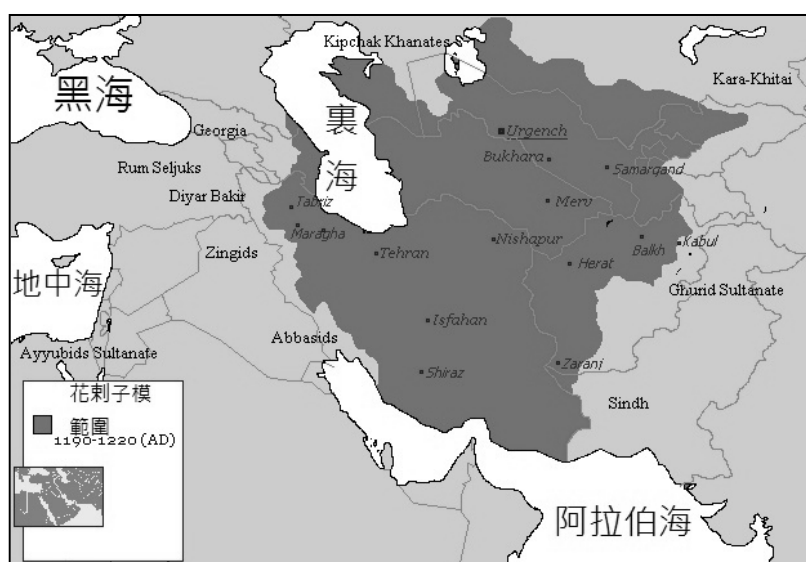 Kipchak Khanates
Kara-Khitai
黑海
裏
海
Georgia
Urgench
Rum Seljuks
Bukhara
Samarqand
Diyar Bakir
Tabriz
Merv
Maragha
Zingids
Tehran
Nishapur
Herat
Balkh
Kabul
地中海
Ghurid Sultanate
Isfahan
Abbasids
Ayyubids Sultanate
Shiraz
Zaranj
花剌子模
範圍
1190-1220 (AD)
Sindh
阿拉伯海